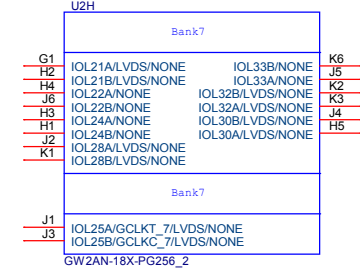 U2H
Bank7
G1 IOL21A/LVDS/NONE IOL33B/NONE K6
H2 IOL21B/LVDS/NONE IOL33A/NONE J5
H4 IOL22A/NONE IOL32B/LVDS/NONE K2
J6 IOL22B/NONE IOL32A/LVDS/NONE K3
H3 IOL24A/NONE IOL30B/LVDS/NONE J4
H1 IOL24B/NONE IOL30A/LVDS/NONE H5
J2 IOL28A/LVDS/NONE
K1 IOL28B/LVDS/NONE
Bank7
J1 IOL25A/GCLKT_7/LVDS/NONE
J3 IOL25B/GCLKC_7/LVDS/NONE
GW2AN-18X-PG256_2